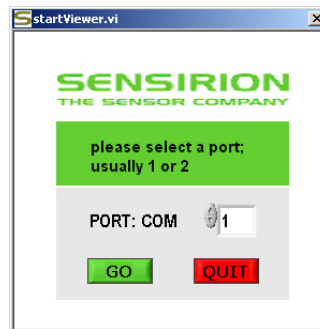 startViewer.vi
SENSIRION
THE SENSOR COMPANY
please select a port;
usually 1 or 2
PORT: COM 1
GO QUIT